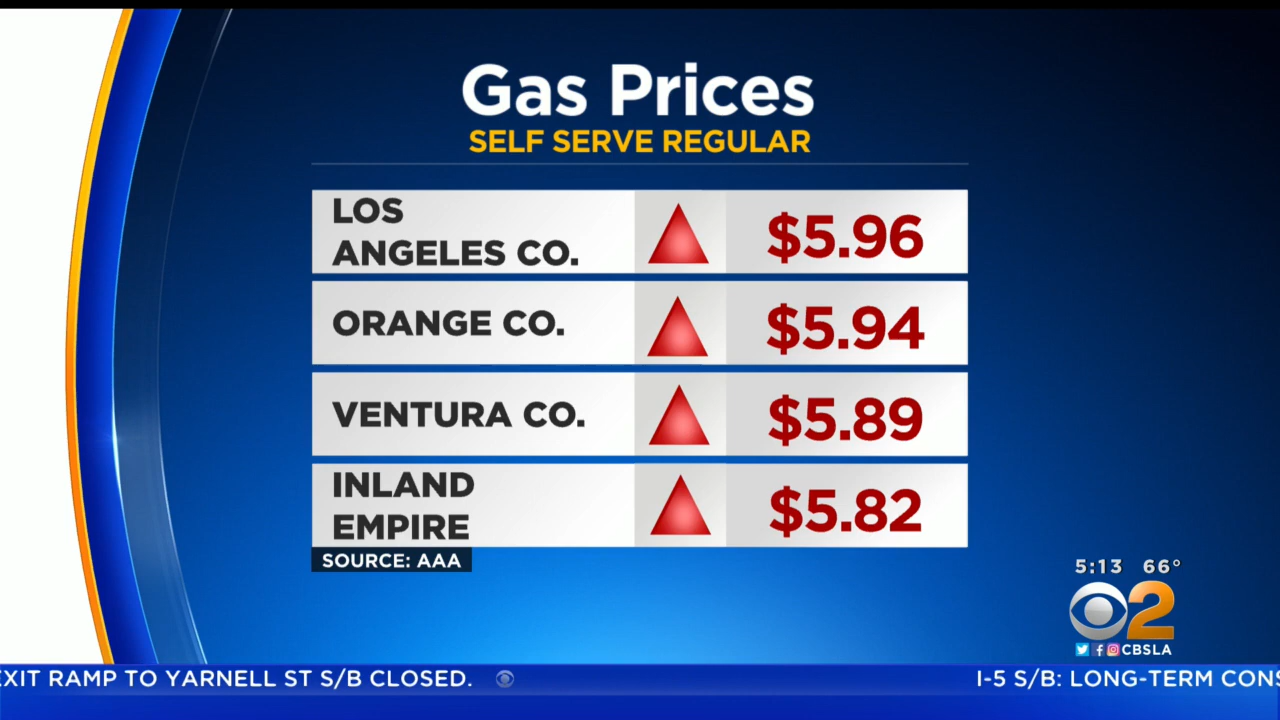 Gas Prices
SELF SERVE REGULAR
LOS
ANGELES CO.
$5.96
ORANGE CO.
$5.94
VENTURA CO.
$5.89
INLAND
EMPIRE
$5.82
SOURCE: AAA
5:13 66°
2
CBSLA
EXIT RAMP TO YARNELL ST S/B CLOSED.
I-5 S/B: LONG-TERM CONS